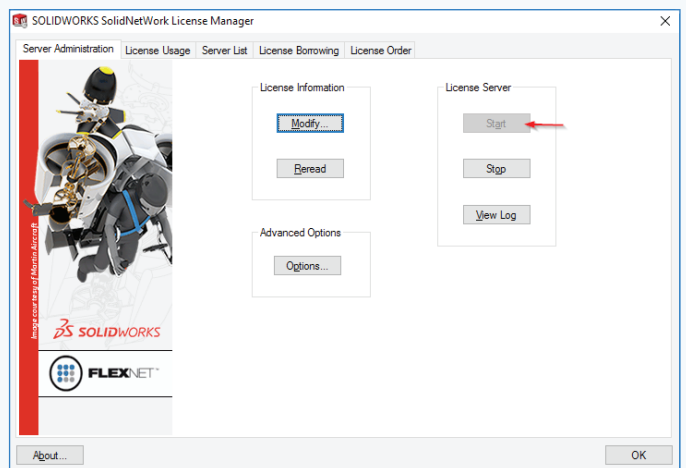 SOLIDWORKS SolidNetWork License Manager
Server Administration
License Usage
Server List
License Borrowing
License Order
License Information
Modify...
Reread
Advanced Options
Options...
License Server
Start
Stop
View Log
Image courtesy of Martin Aircraft
SOLIDWORKS
FLEXNET™
About...
OK